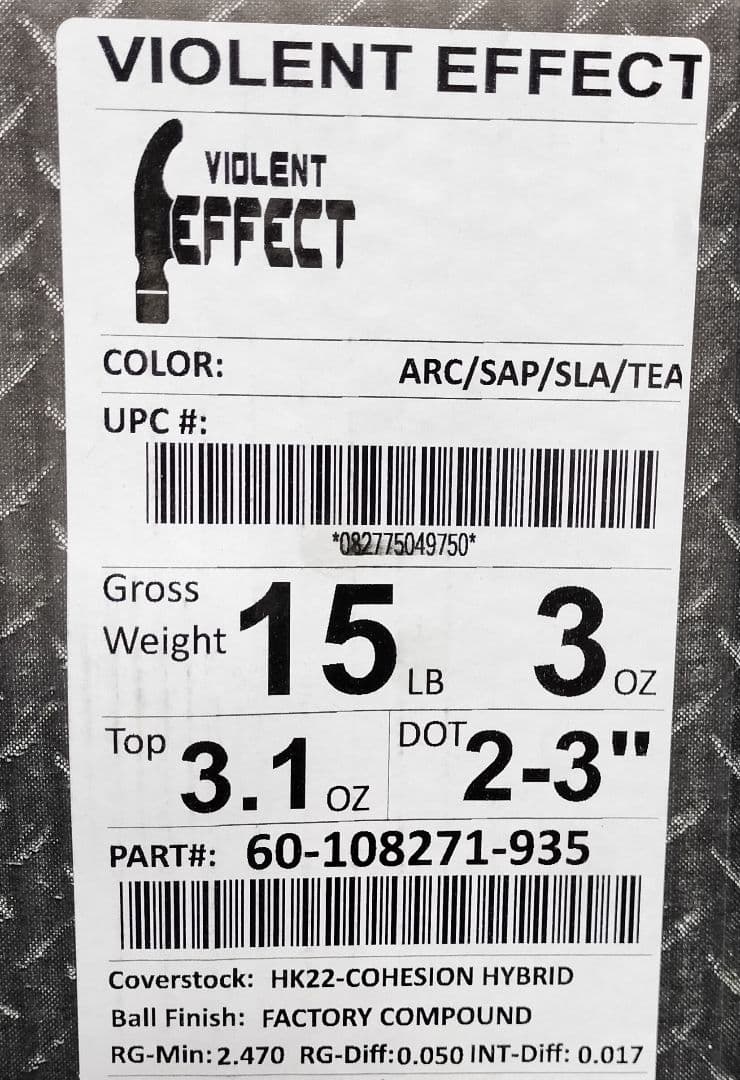 VIOLENT EFFECT
VIOLENT
EFFECT
COLOR: ARC/SAP/SLA/TEA
UPC #:
*082775049750*
Gross
Weight 15 LB 3 OZ
Top 3.1 OZ DOT 2-3"
PART#: 60-108271-935
Coverstock: HK22-COHESION HYBRID
Ball Finish: FACTORY COMPOUND
RG-Min: 2.470 RG-Diff: 0.050 INT-Diff: 0.017